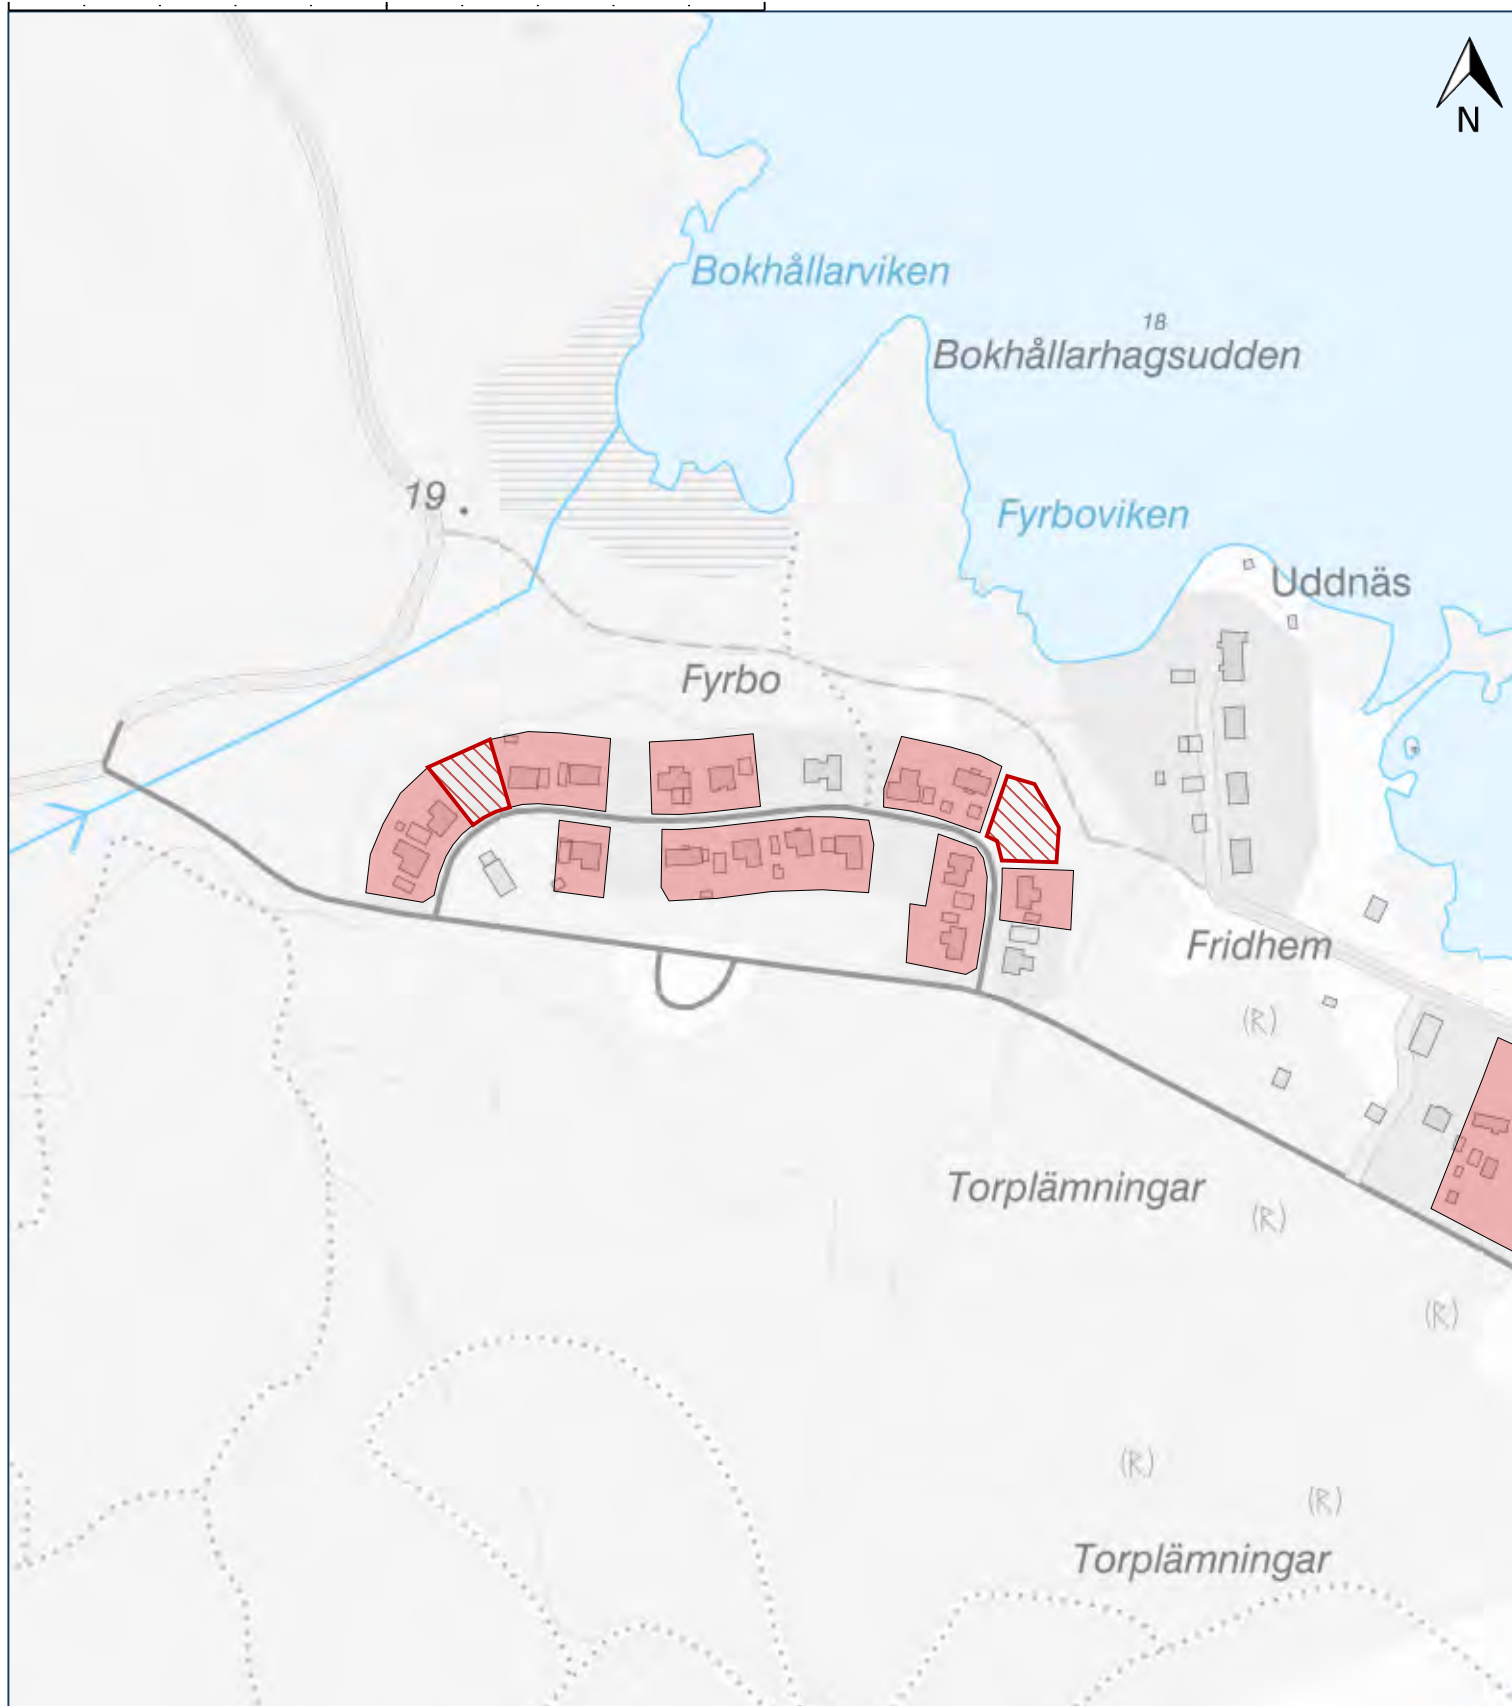 N
Bokhållarviken
18
Bokhållarhagsudden
19
Fyrboviken
Uddnäs
Fyrbo
Fridhem
(R)
Torplämningar
(R)
(R)
(R)
(R)
Torplämningar